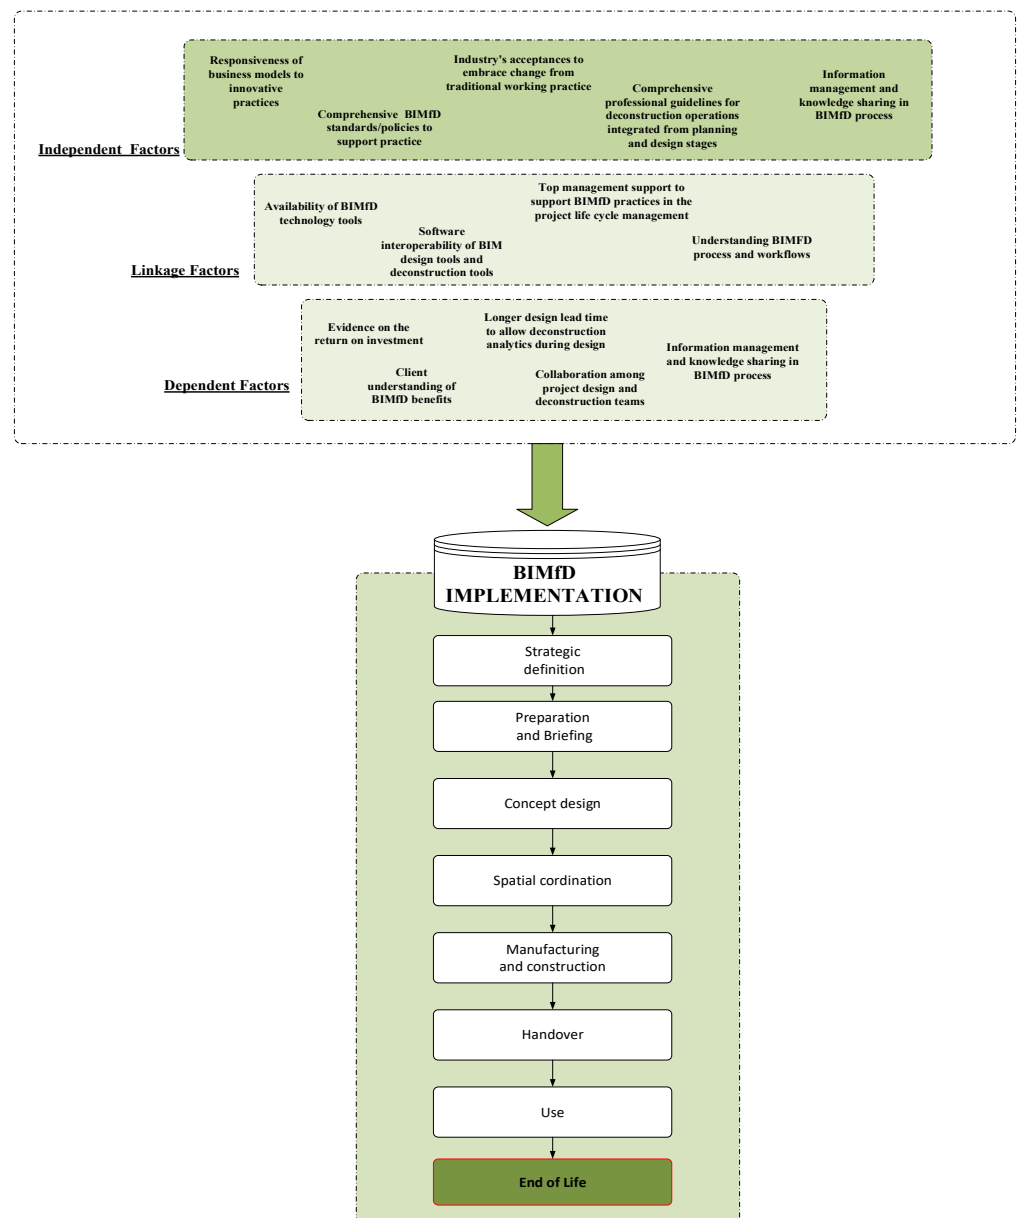 Responsiveness of
business models to
innovative
practices
Comprehensive BIMfD
standards/policies to
support practice
Industry's acceptances to
embrace change from
traditional working practice
Comprehensive
professional guidelines for
deconstruction operations
integrated from planning
and design stages
Information
management and
knowledge sharing in
BIMfD process
Independent Factors
Availability of BIMfD
technology tools
Software
interoperability of BIM
design tools and
deconstruction tools
Top management support to
support BIMfD practices in the
project life cycle management
Understanding BIMFD
process and workflows
Linkage Factors
Evidence on the
return on investment
Client
understanding of
BIMfD benefits
Longer design lead time
to allow deconstruction
analytics during design
Collaboration among
project design and
deconstruction teams
Information management
and knowledge sharing in
BIMfD process
Dependent Factors
BIMfD
IMPLEMENTATION
Strategic
definition
Preparation
and Briefing
Concept design
Spatial cordination
Manufacturing
and construction
Handover
Use
End of Life